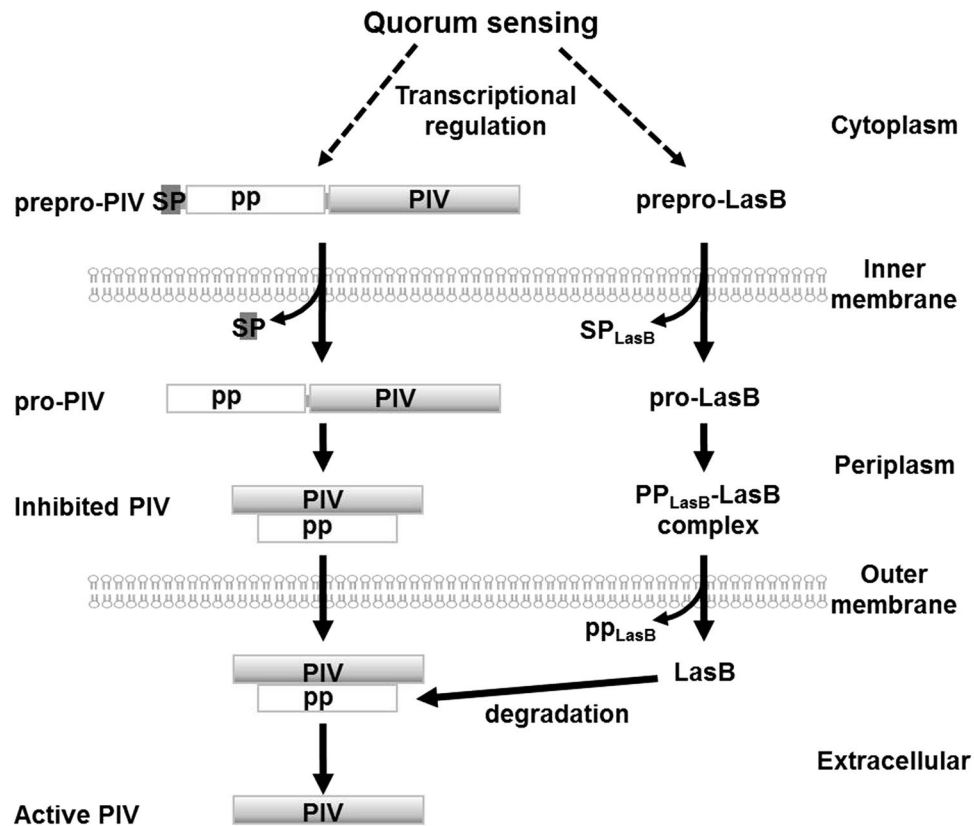 Quorum sensing
Transcriptional
regulation
Cytoplasm
prepro-PIV SP pp PIV
prepro-LasB
Inner
membrane
SP
SPLasB
pro-PIV pp PIV
pro-LasB
Periplasm
Inhibited PIV
PIV
pp
PPLasB-LasB
complex
Outer
membrane
ppLasB
PIV
pp
LasB
degradation
Extracellular
Active PIV PIV